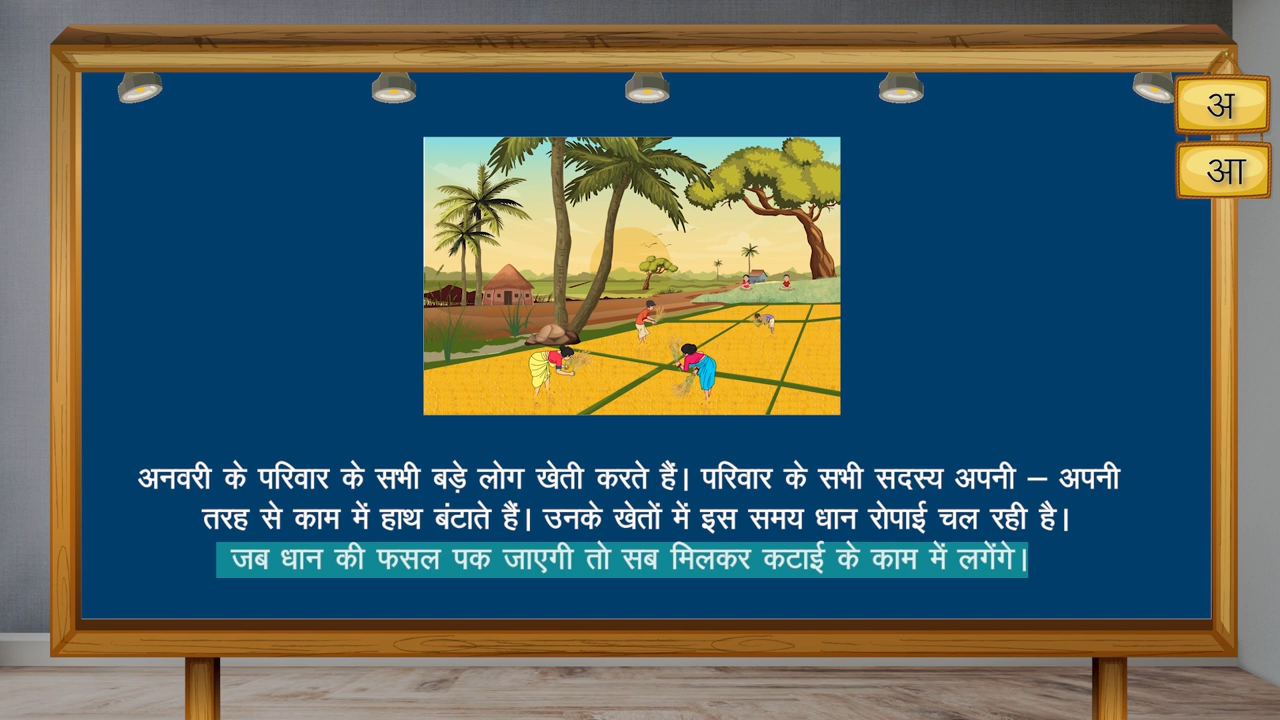 अ
आ
अनवरी के परिवार के सभी बड़े लोग खेती करते हैं। परिवार के सभी सदस्य अपनी – अपनी
तरह से काम में हाथ बंटाते हैं। उनके खेतों में इस समय धान रोपाई चल रही है।
जब धान की फसल पक जाएगी तो सब मिलकर कटाई के काम में लगेंगे।